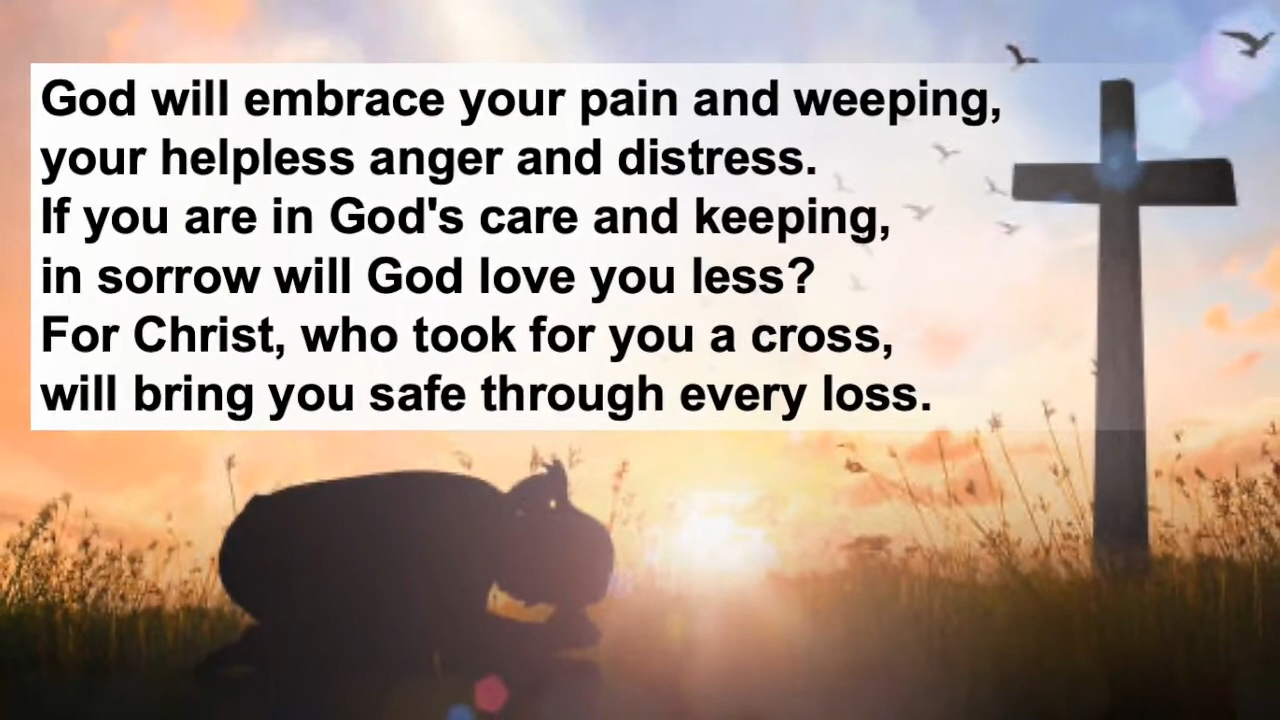 God will embrace your pain and weeping,
your helpless anger and distress.
If you are in God's care and keeping,
in sorrow will God love you less?
For Christ, who took for you a cross,
will bring you safe through every loss.